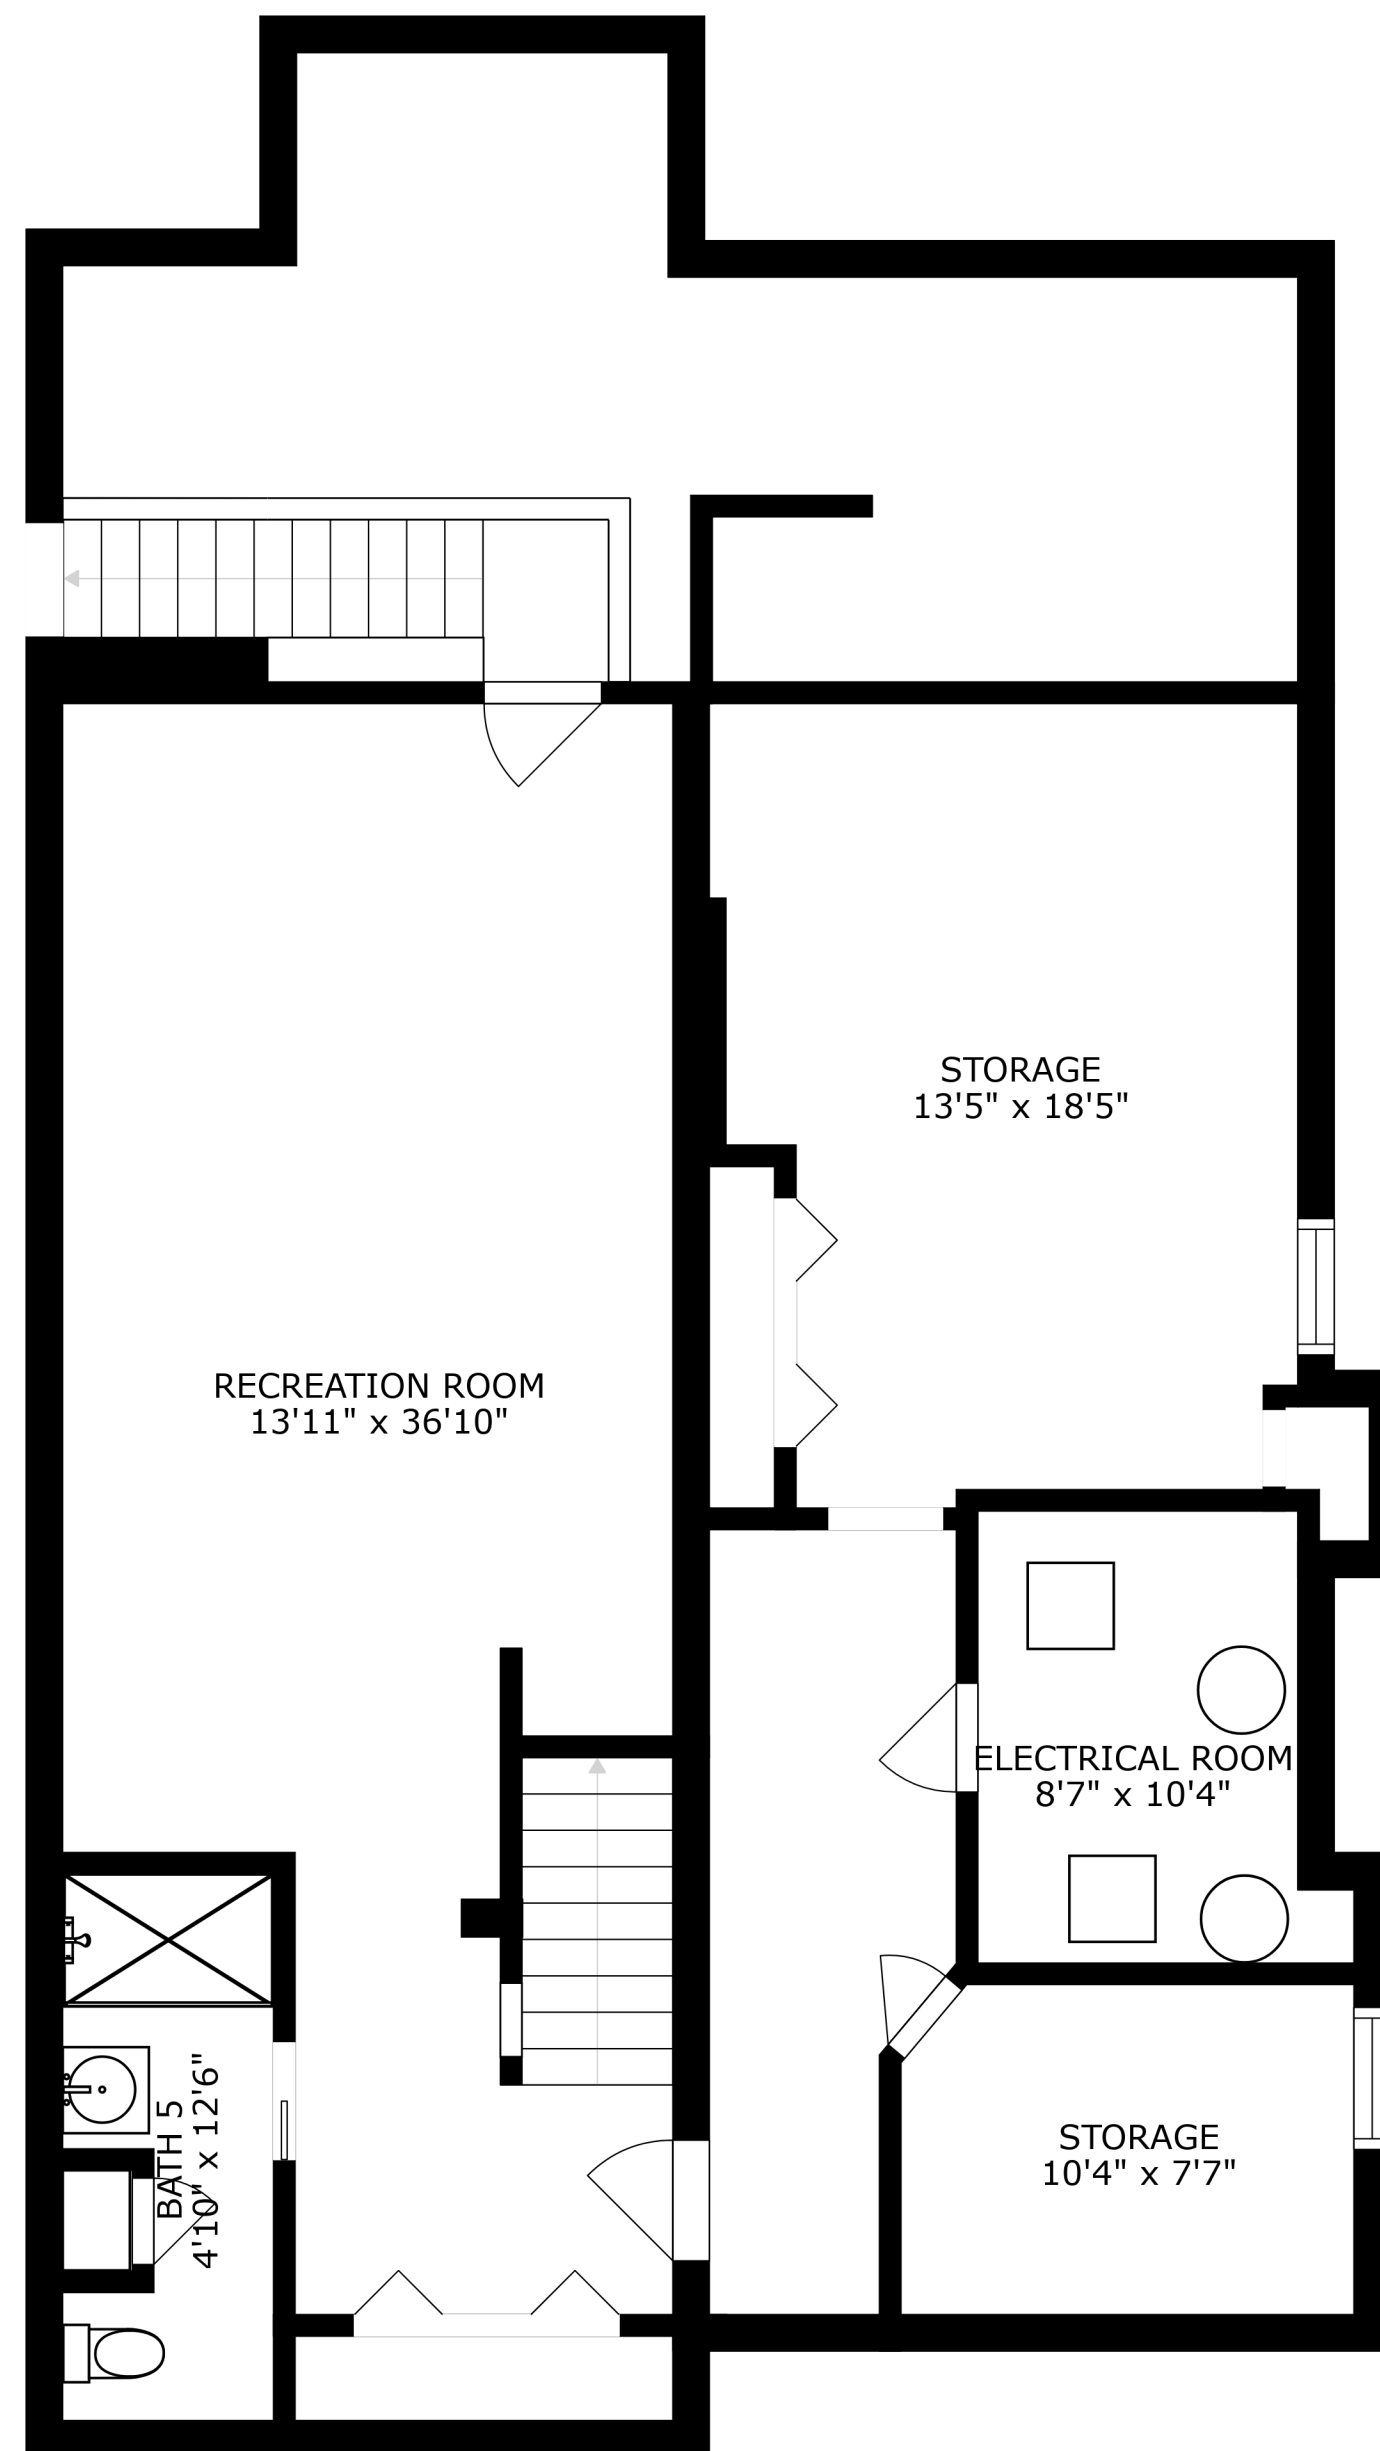 STORAGE
13'5" x 18'5"
RECREATION ROOM
13'11" x 36'10"
ELECTRICAL ROOM
8'7" x 10'4"
BATH 5
4'10" x 12'6"
STORAGE
10'4" x 7'7"